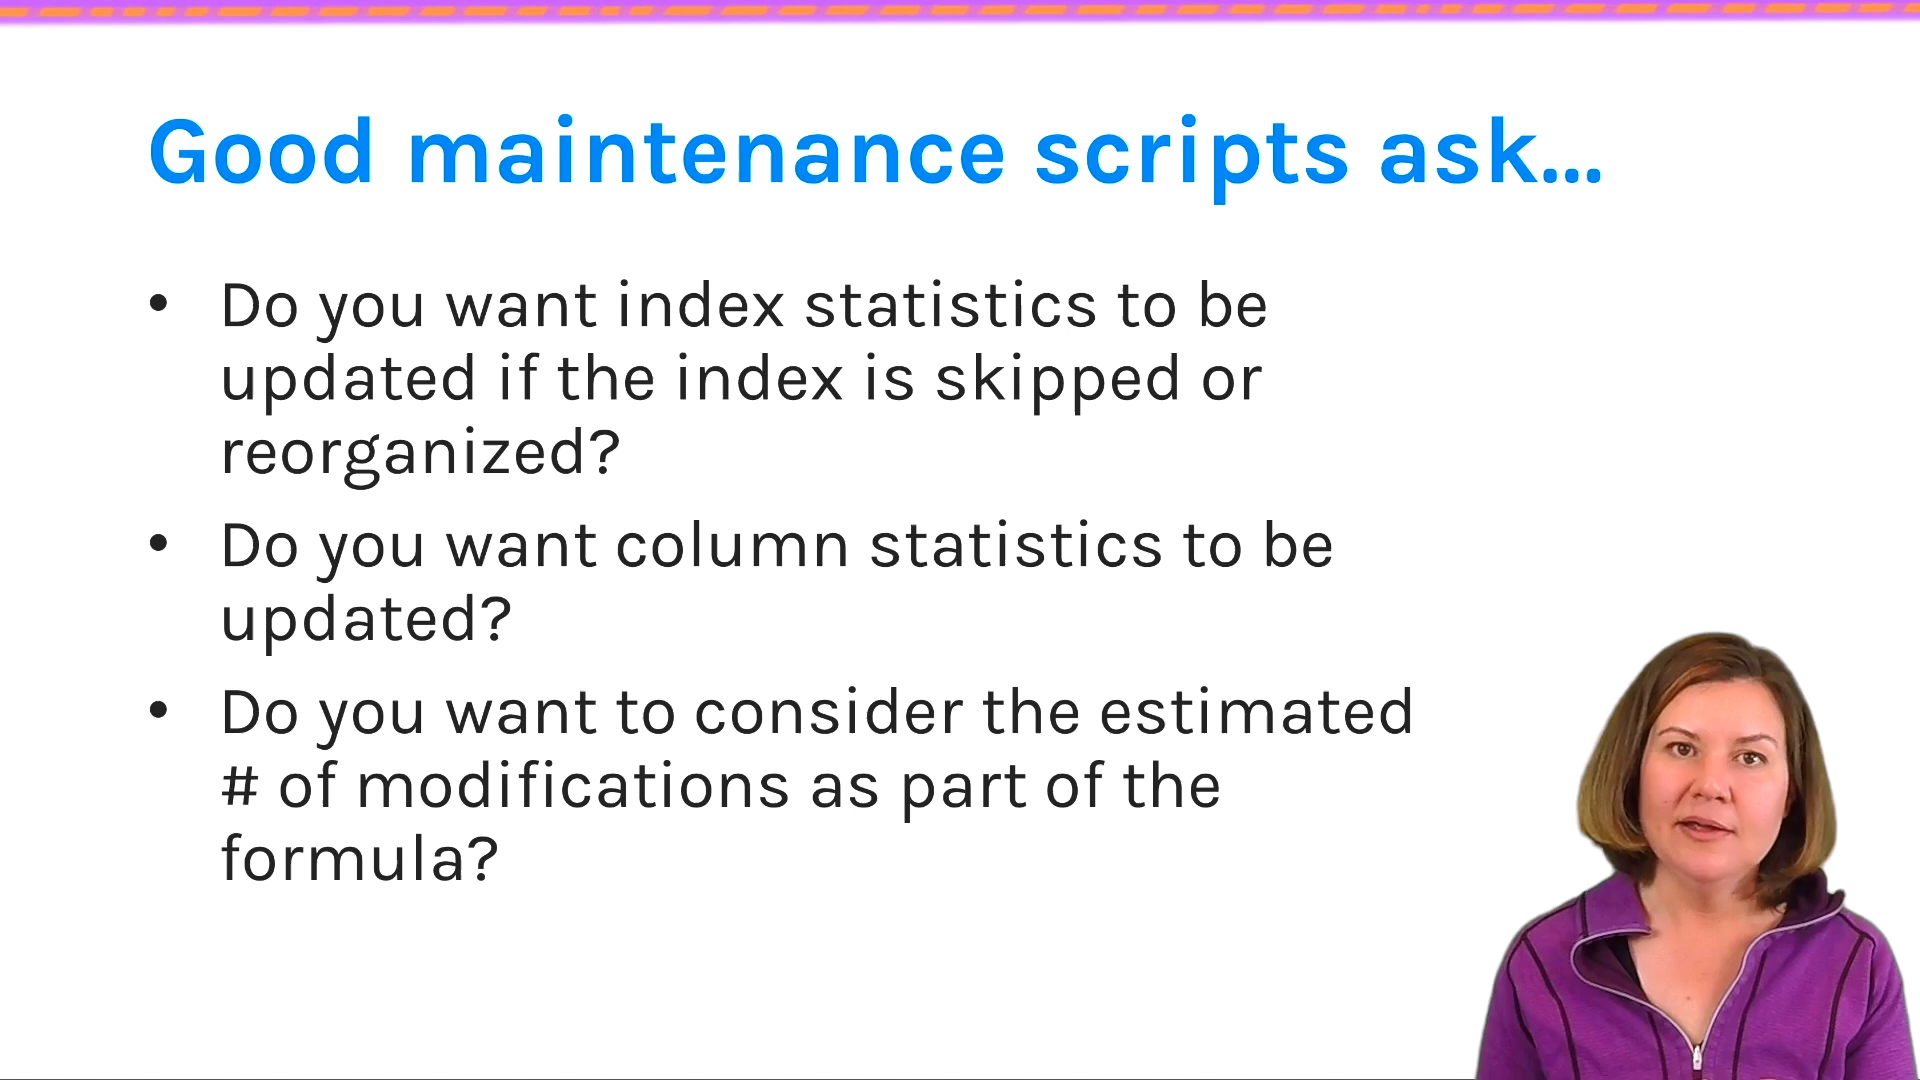 Good maintenance scripts ask...
• Do you want index statistics to be
updated if the index is skipped or
reorganized?
• Do you want column statistics to be
updated?
• Do you want to consider the estimated
# of modifications as part of the
formula?